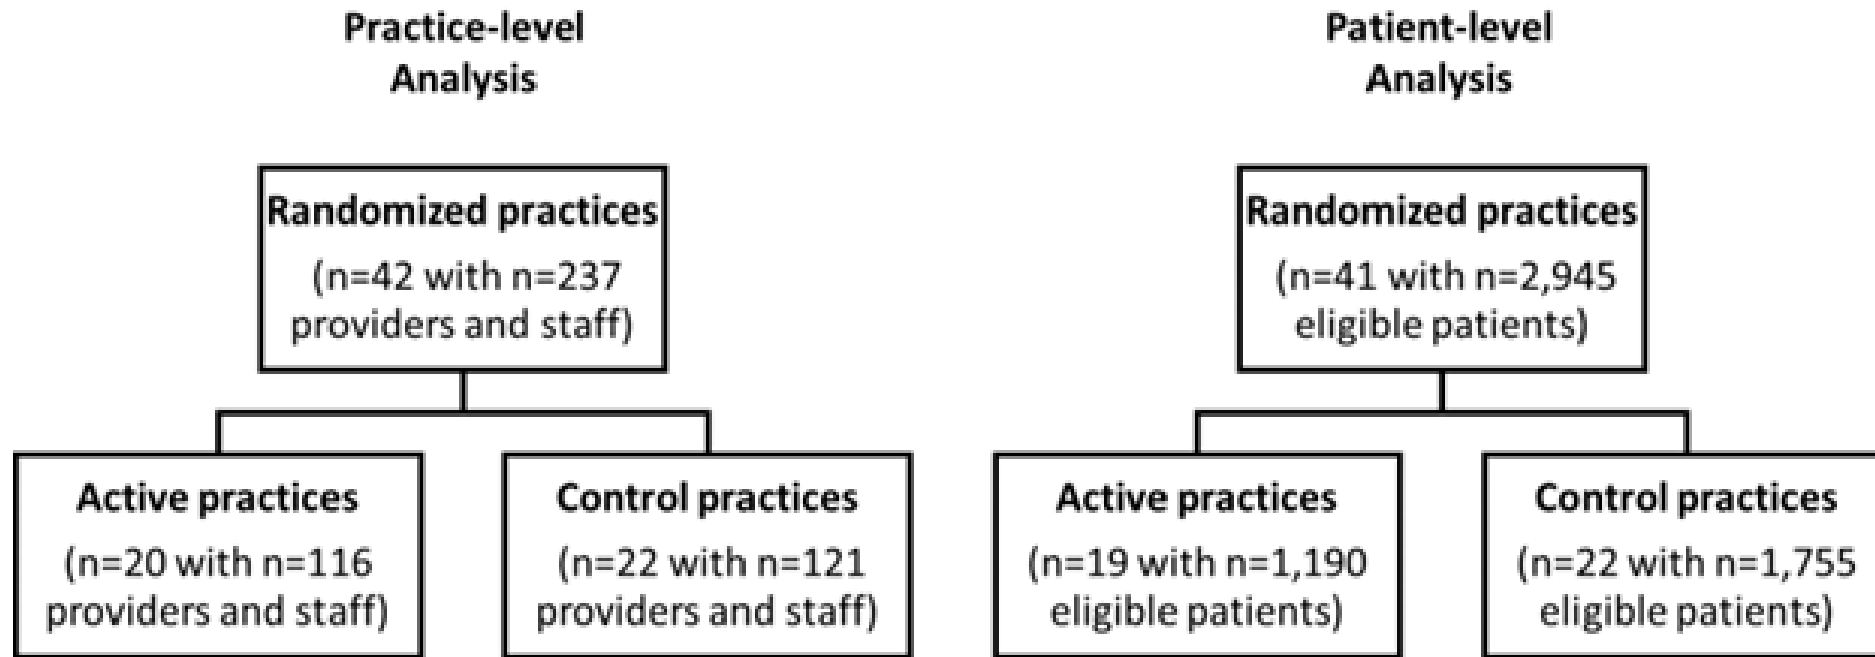 Practice-level
Analysis
Randomized practices
(n=42 with n=237
providers and staff)
Active practices
(n=20 with n=116
providers and staff)
Control practices
(n=22 with n=121
providers and staff)
Patient-level
Analysis
Randomized practices
(n=41 with n=2,945
eligible patients)
Active practices
(n=19 with n=1,190
eligible patients)
Control practices
(n=22 with n=1,755
eligible patients)